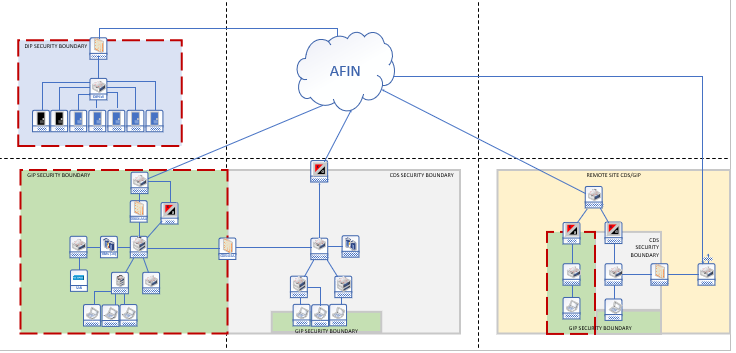 DIP SECURITY BOUNDARY
AFIN
GIP SECURITY BOUNDARY
CDS SECURITY BOUNDARY
REMOTE SITE CDS/GIP
CDS
SECURITY
BOUNDARY
GIP SECURITY BOUNDARY
GIP SECURITY BOUNDARY